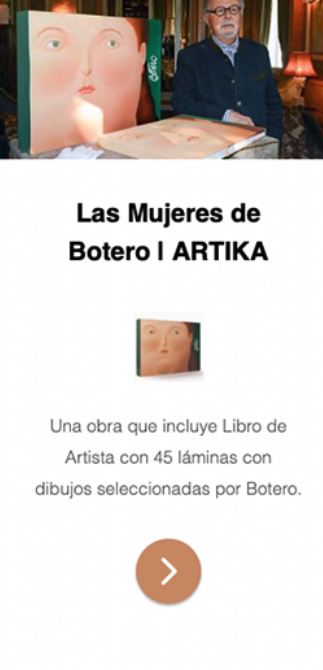 BOTERO
Las Mujeres de
Botero | ARTIKA
Una obra que incluye Libro de
Artista con 45 láminas con
dibujos seleccionadas por Botero.